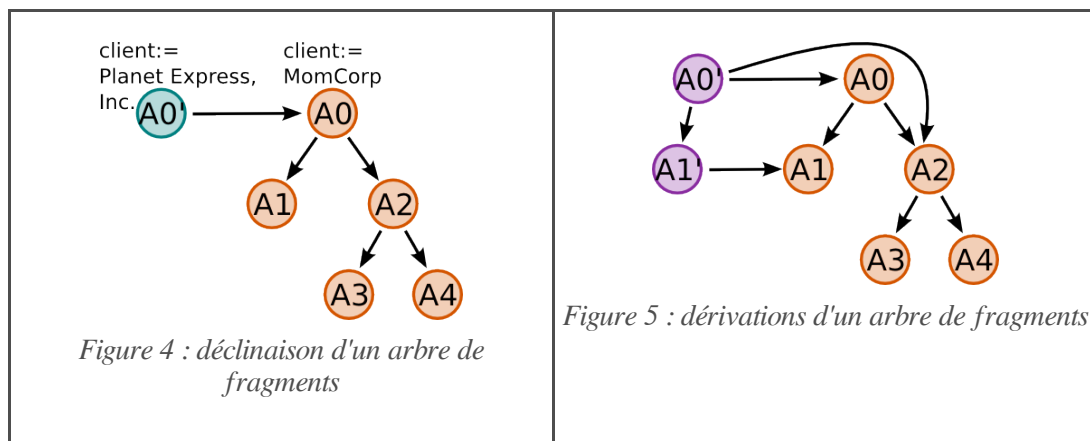 client:=
Planet Express,
Inc.
client:=
MomCorp
A0'
A0
A1
A2
A3
A4
Figure 4 : déclinaison d'un arbre de
fragments
A0'
A0
A1'
A1
A2
A3
A4
Figure 5 : dérivations d'un arbre de fragments